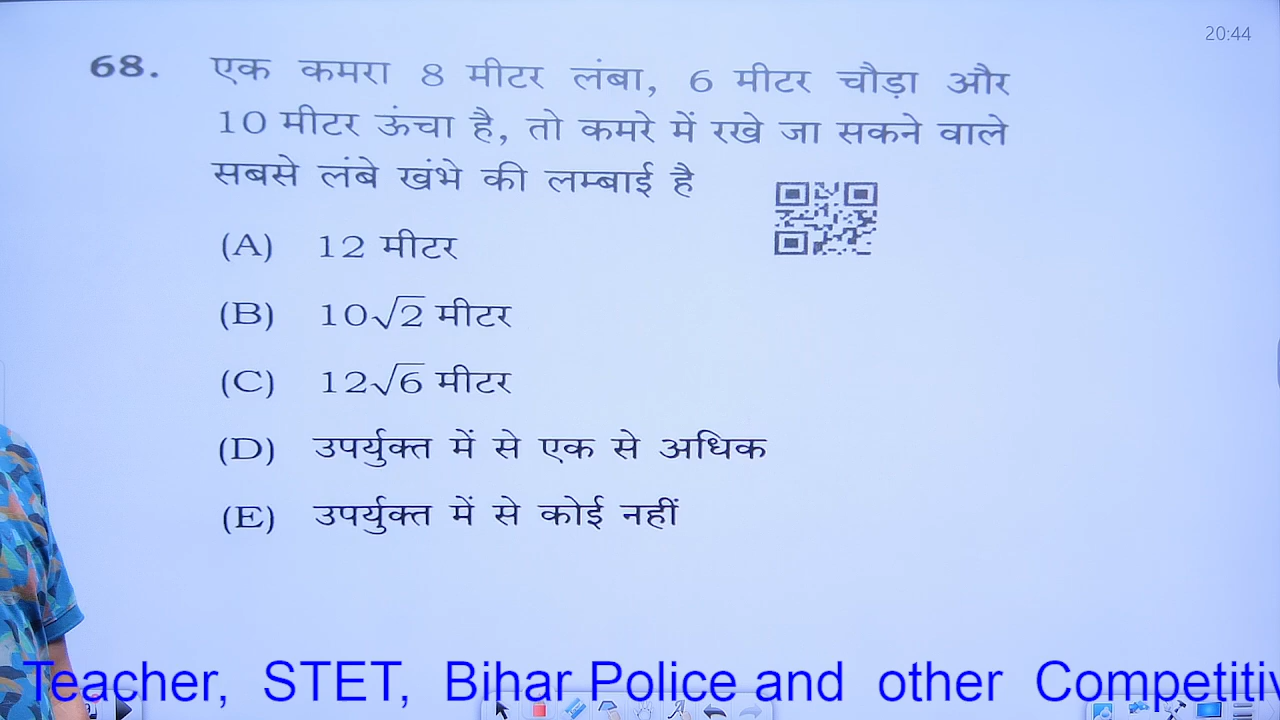 20:44
68. एक कमरा 8 मीटर लंबा, 6 मीटर चौड़ा और
10 मीटर ऊंचा है, तो कमरे में रखे जा सकने वाले
सबसे लंबे खंभे की लम्बाई है
(A) 12 मीटर
(B) 10√2 मीटर
(C) 12√6 मीटर
(D) उपर्युक्त में से एक से अधिक
(E) उपर्युक्त में से कोई नहीं
Teacher, STET, Bihar Police and other